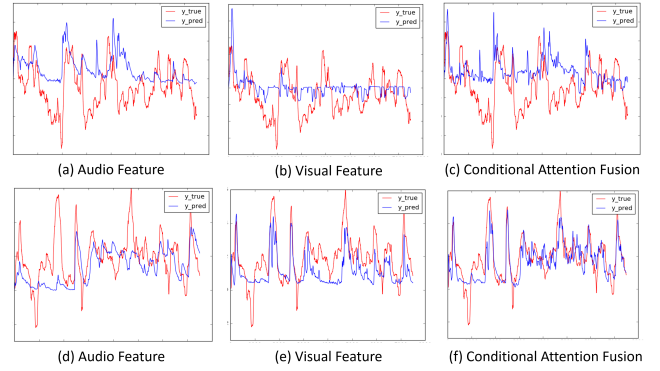 y_true
y_pred
y_true
y_pred
y_true
y_pred
(a) Audio Feature
(b) Visual Feature
(c) Conditional Attention Fusion
y_true
y_pred
y_true
y_pred
y_true
y_pred
(d) Audio Feature
(e) Visual Feature
(f) Conditional Attention Fusion